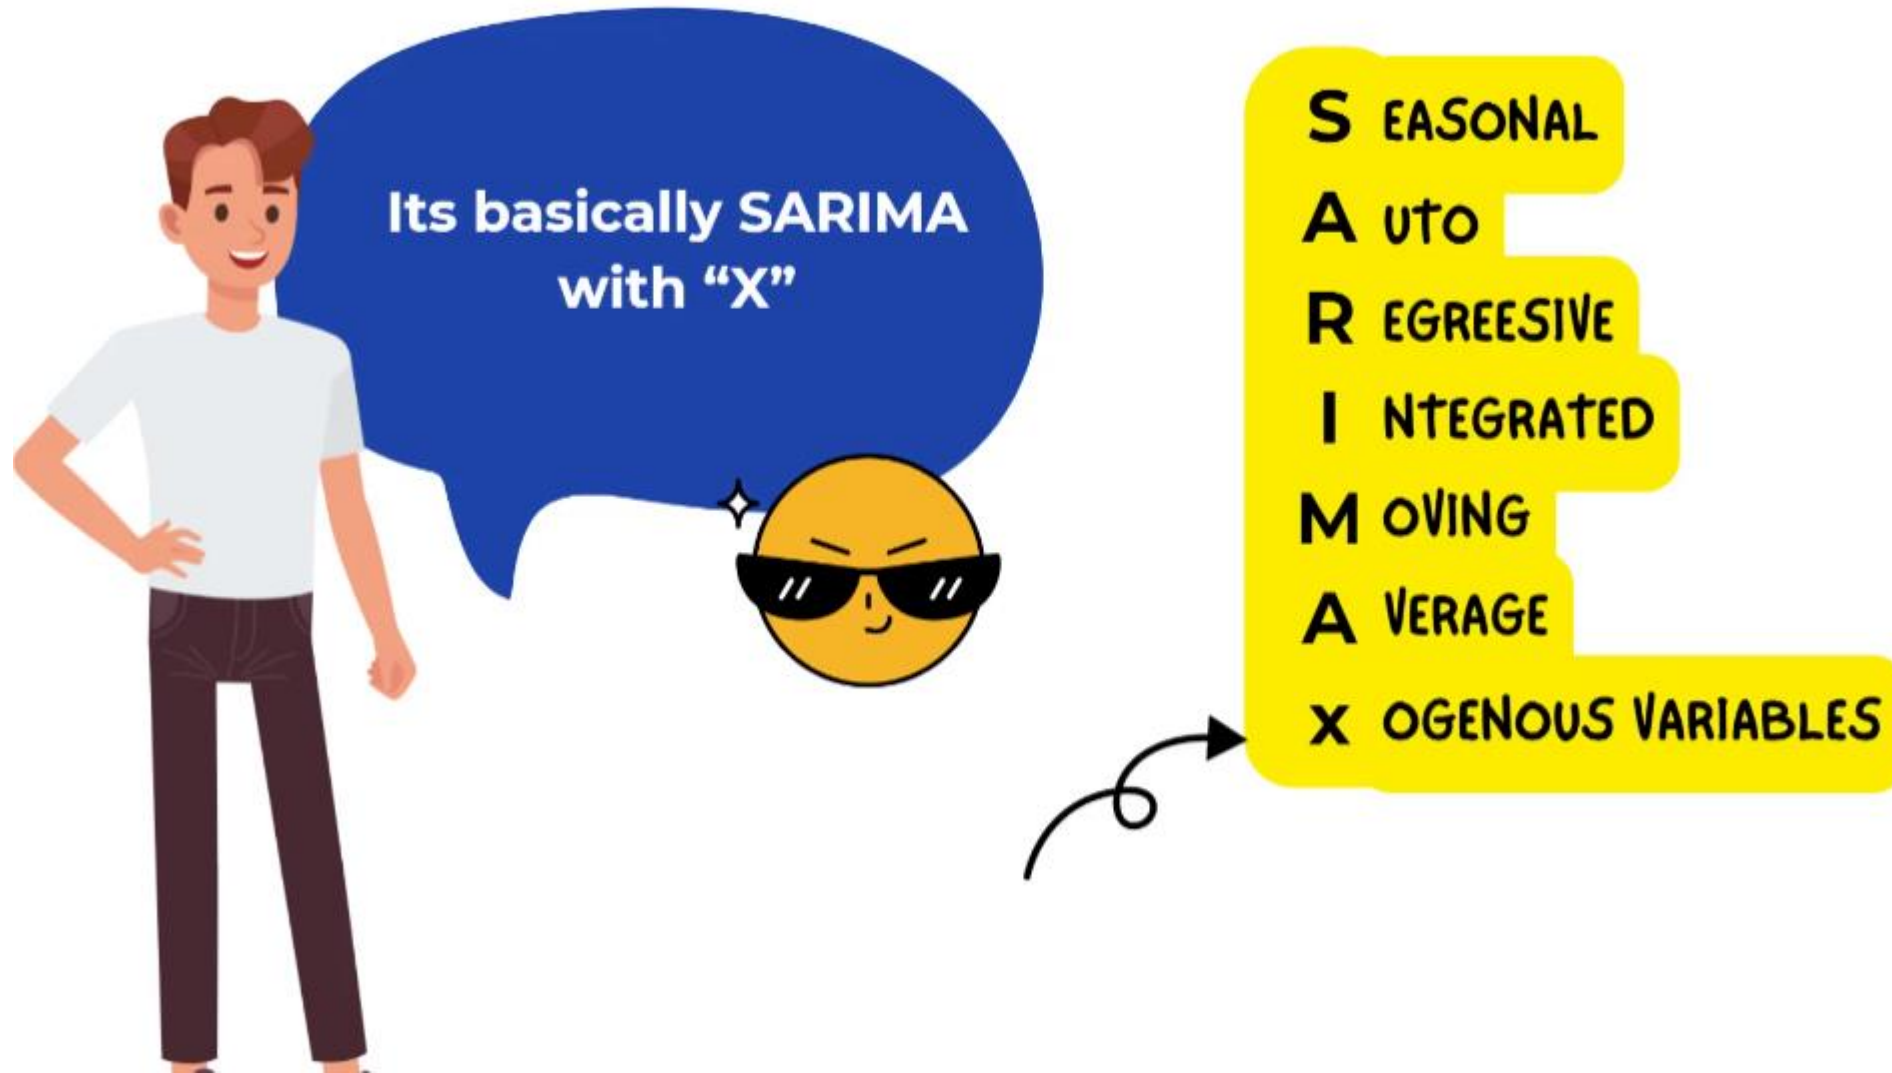 Its basically SARIMA
with “X”
S EASONAL
A UTO
R EGREESIVE
I NTEGRATED
M OVING
A VERAGE
x OGENOUS VARIABLES